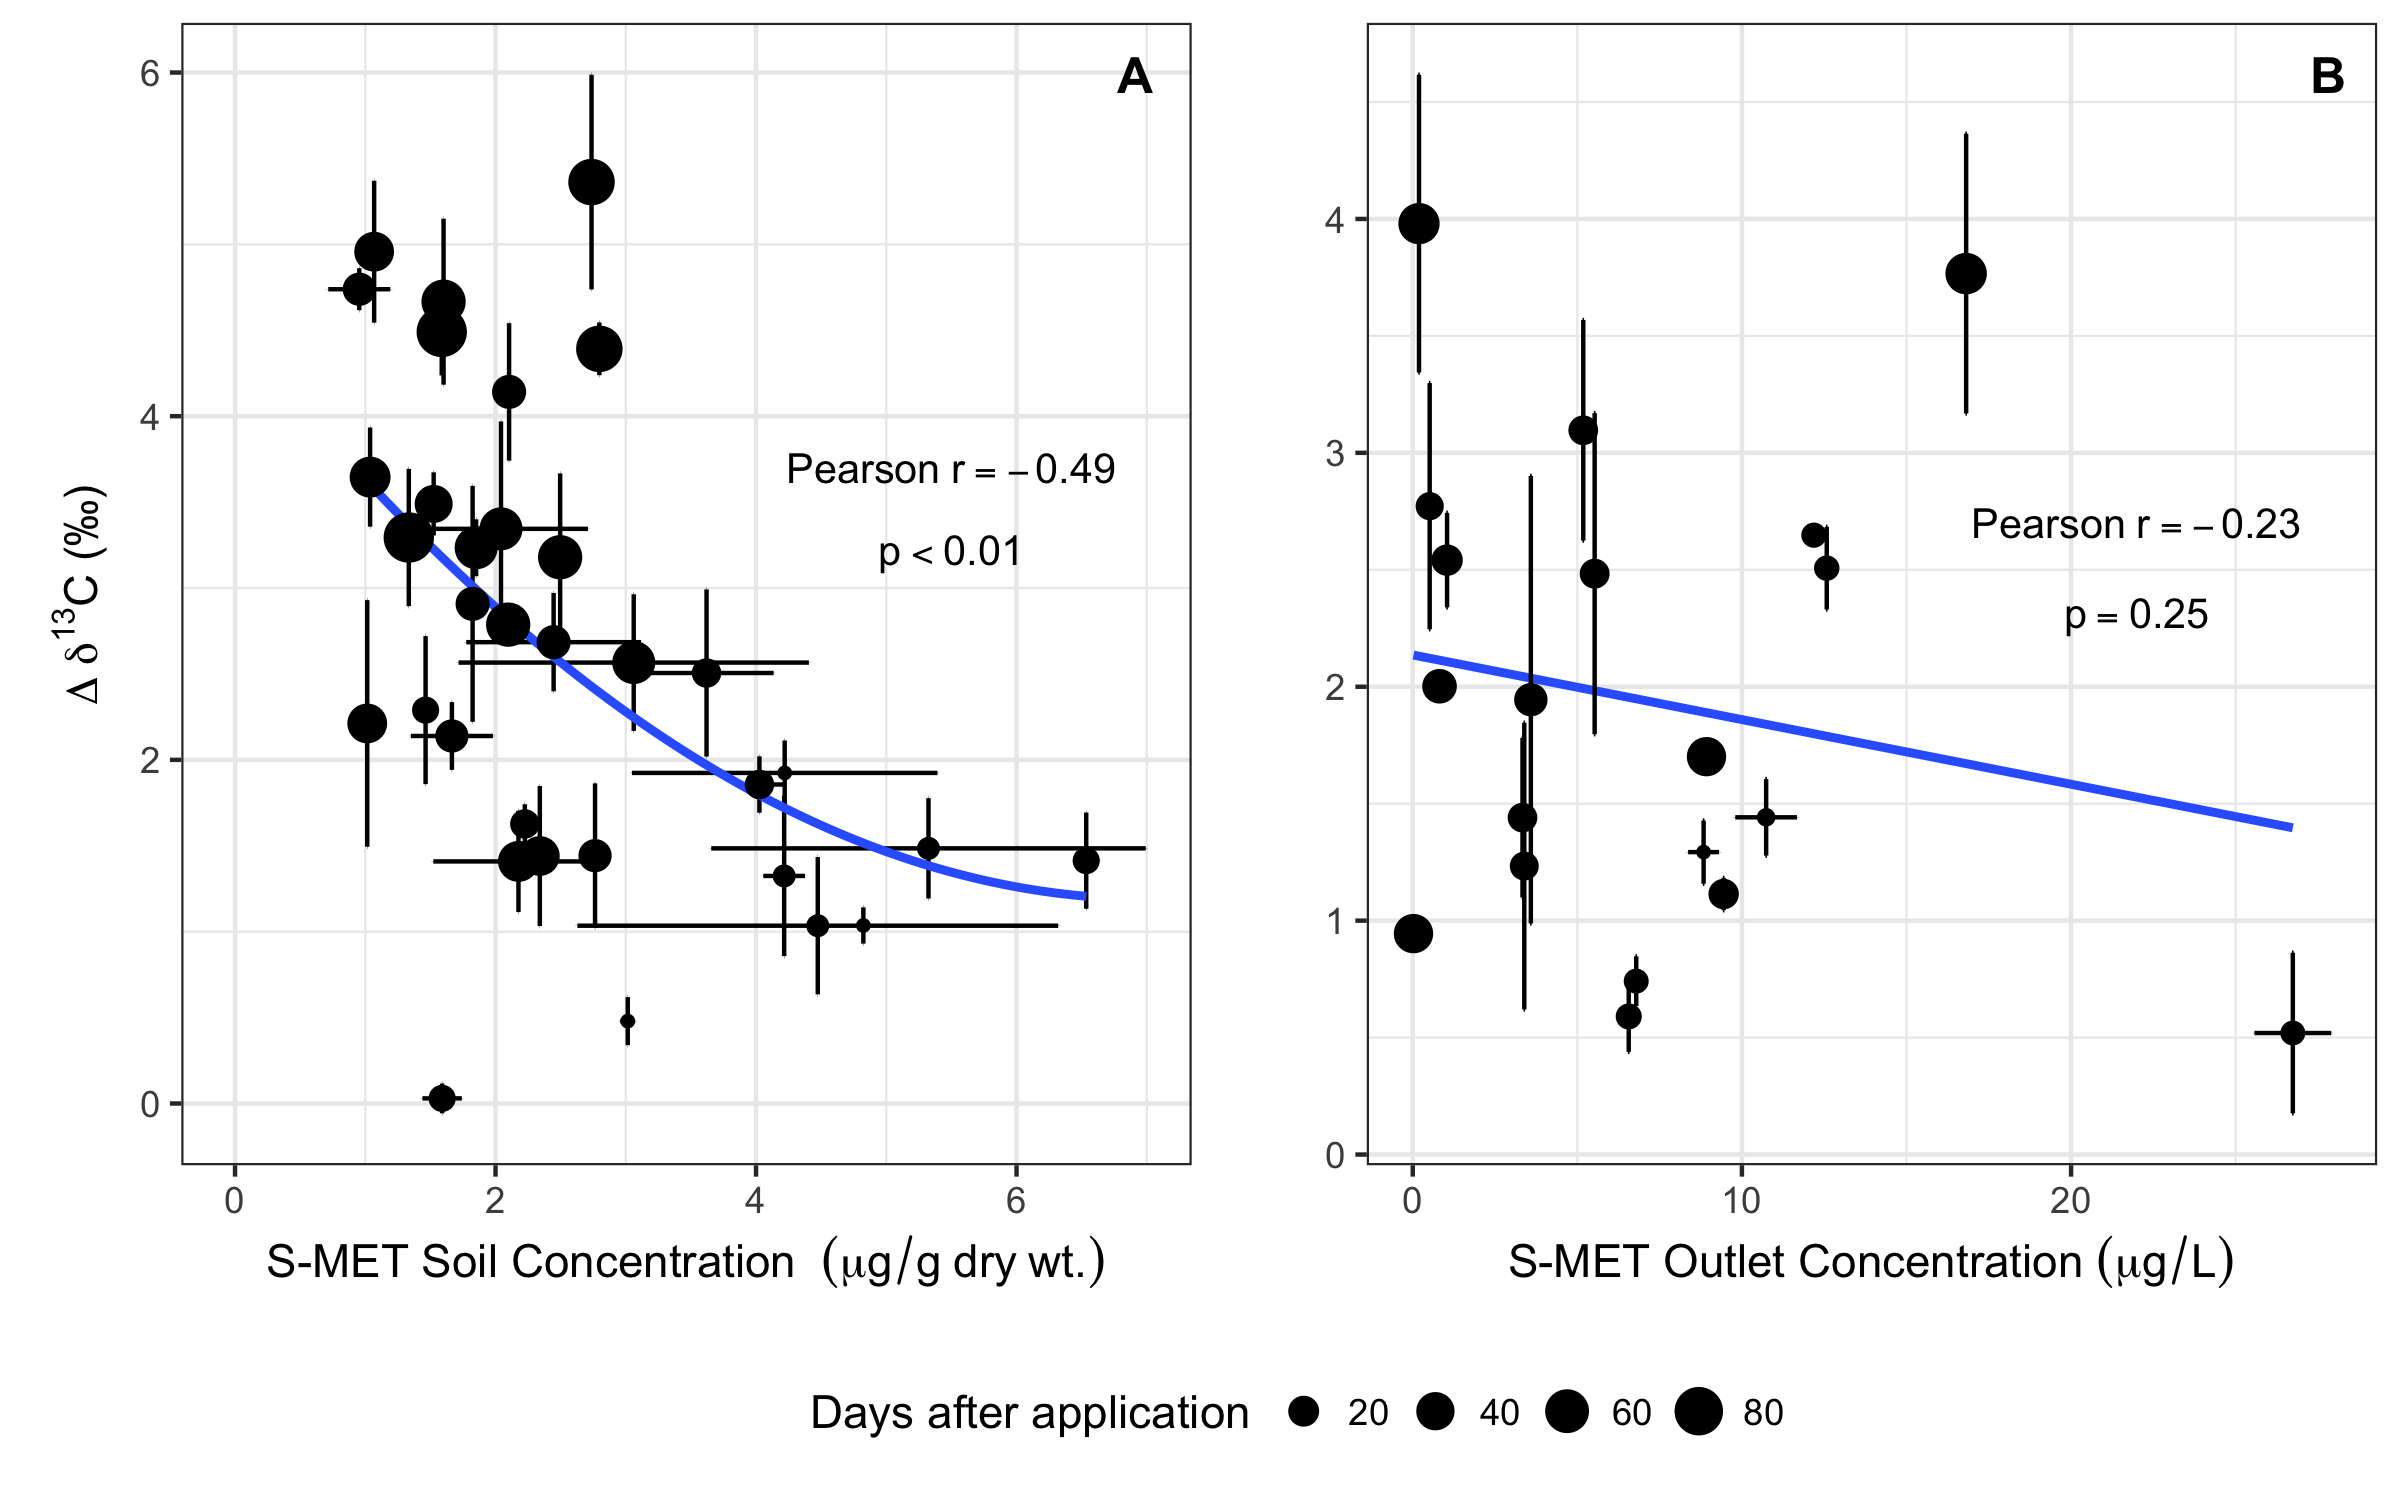 A
6
4
2
0
Δ δ¹³C (‰)
Pearson r = − 0.49
p < 0.01
0 2 4 6
S-MET Soil Concentration (μg/g dry wt.)
B
4
3
2
1
0
Pearson r = − 0.23
p = 0.25
0 10 20
S-MET Outlet Concentration (μg/L)
Days after application 20 40 60 80